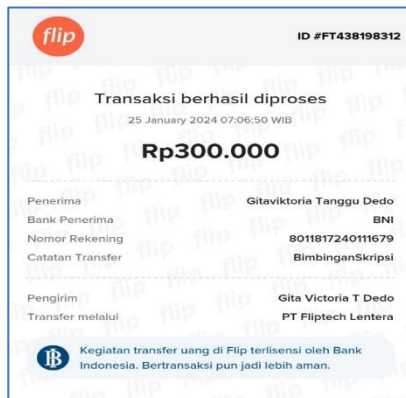 flip
ID #FT438198312
Transaksi berhasil diproses
25 January 2024 07:06:50 WIB
Rp300.000
Penerima Gitaviktoria Tanggu Dedo
Bank Penerima BNI
Nomor Rekening 8011817240111679
Catatan Transfer BimbinganSkripsi
Pengirim Gita Victoria T Dedo
Transfer melalui PT Fliptech Lentera
Kegiatan transfer uang di Flip terlisensi oleh Bank
Indonesia. Bertransaksi pun jadi lebih aman.